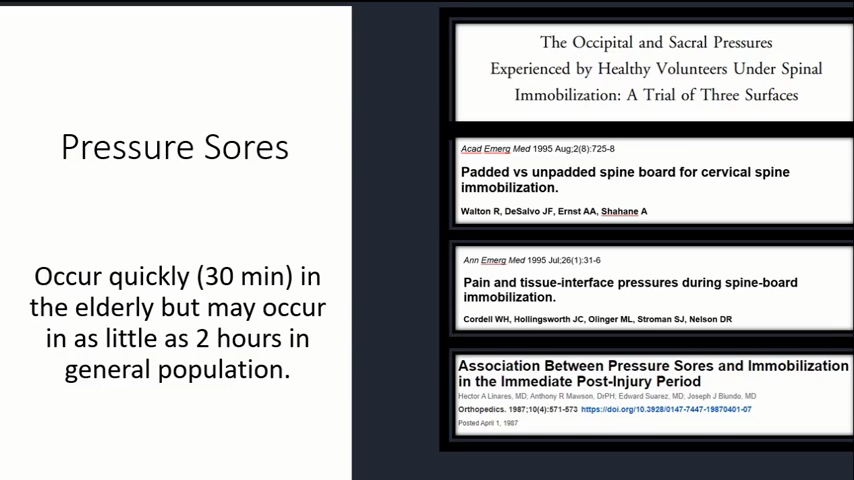 Pressure Sores
Occur quickly (30 min) in
the elderly but may occur
in as little as 2 hours in
general population.
The Occipital and Sacral Pressures
Experienced by Healthy Volunteers Under Spinal
Immobilization: A Trial of Three Surfaces
Acad Emerg Med 1995 Aug;2(8):725-8
Padded vs unpadded spine board for cervical spine
immobilization.
Walton R, DeSalvo JF, Ernst AA, Shahane A
Ann Emerg Med 1995 Jul;26(1):31-6
Pain and tissue-interface pressures during spine-board
immobilization.
Cordell WH, Hollingsworth JC, Olinger ML, Stroman SJ, Nelson DR
Association Between Pressure Sores and Immobilization
in the Immediate Post-Injury Period
Hector A Linares, MD; Anthony R Mawson, DrPH; Edward Suarez, MD; Joseph J Biundo, MD
Orthopedics. 1987;10(4):571-573 https://doi.org/10.3928/0147-7447-19870401-07
Posted April 1, 1987